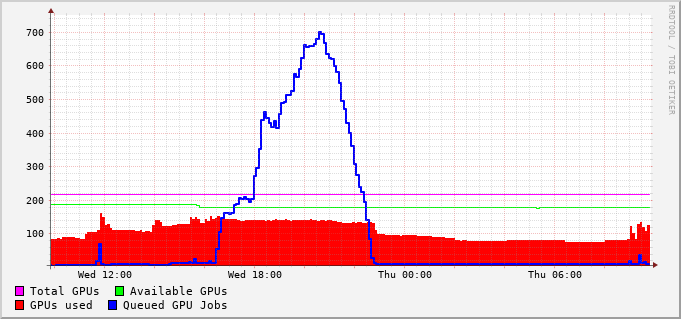 RRDTOOL / TOBI OETIKER
700
600
500
400
300
200
100
Wed 12:00 Wed 18:00 Thu 00:00 Thu 06:00
Total GPUs Available GPUs
GPUs used Queued GPU Jobs